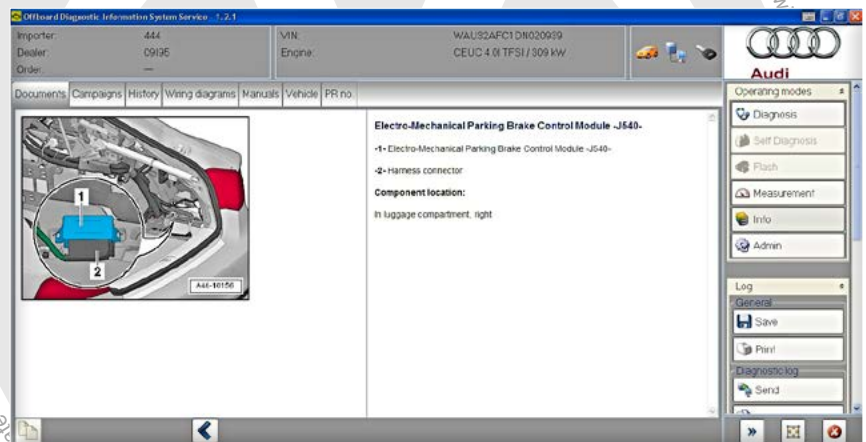 Offboard Diagnostic Information System Service - 1.2.1
Importer: 444 VIN: WAUS2AFC1DN020939
Dealer: 09195 Engine: CEUC 4.0l TFSI / 309 kW
Order: —
Audi
Documents Campaigns History Wiring diagrams Manuals Vehicle PR no.
Operating modes
Diagnosis
Self Diagnosis
Flash
Measurement
Info
Admin
Log
General
Save
Print
Diagnostic log
Send
1
2
A46-10156
Electro-Mechanical Parking Brake Control Module -J540-
-1- Electro-Mechanical Parking Brake Control Module -J540-
-2- Harness connector
Component location:
In luggage compartment, right